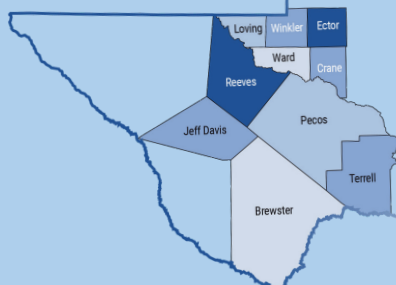 Loving
Winkler
Ector
Ward
Crane
Reeves
Pecos
Jeff Davis
Terrell
Brewster